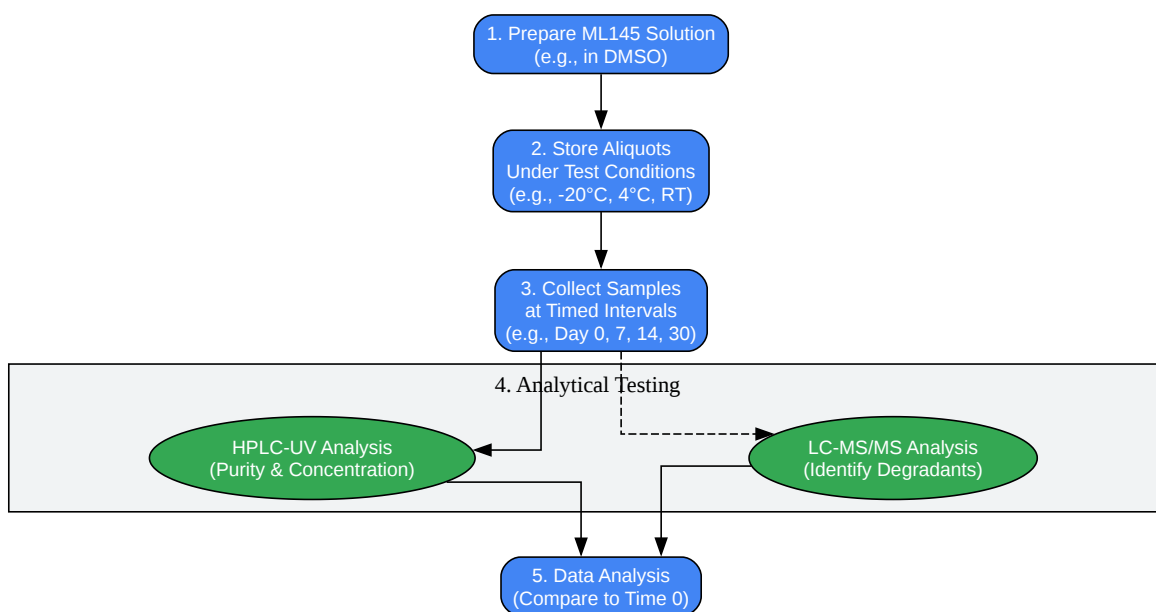 1. Prepare ML145 Solution
(e.g., in DMSO)
2. Store Aliquots
Under Test Conditions
(e.g., -20°C, 4°C, RT)
3. Collect Samples
at Timed Intervals
(e.g., Day 0, 7, 14, 30)
4. Analytical Testing
HPLC-UV Analysis
(Purity & Concentration)
LC-MS/MS Analysis
(Identify Degradants)
5. Data Analysis
(Compare to Time 0)